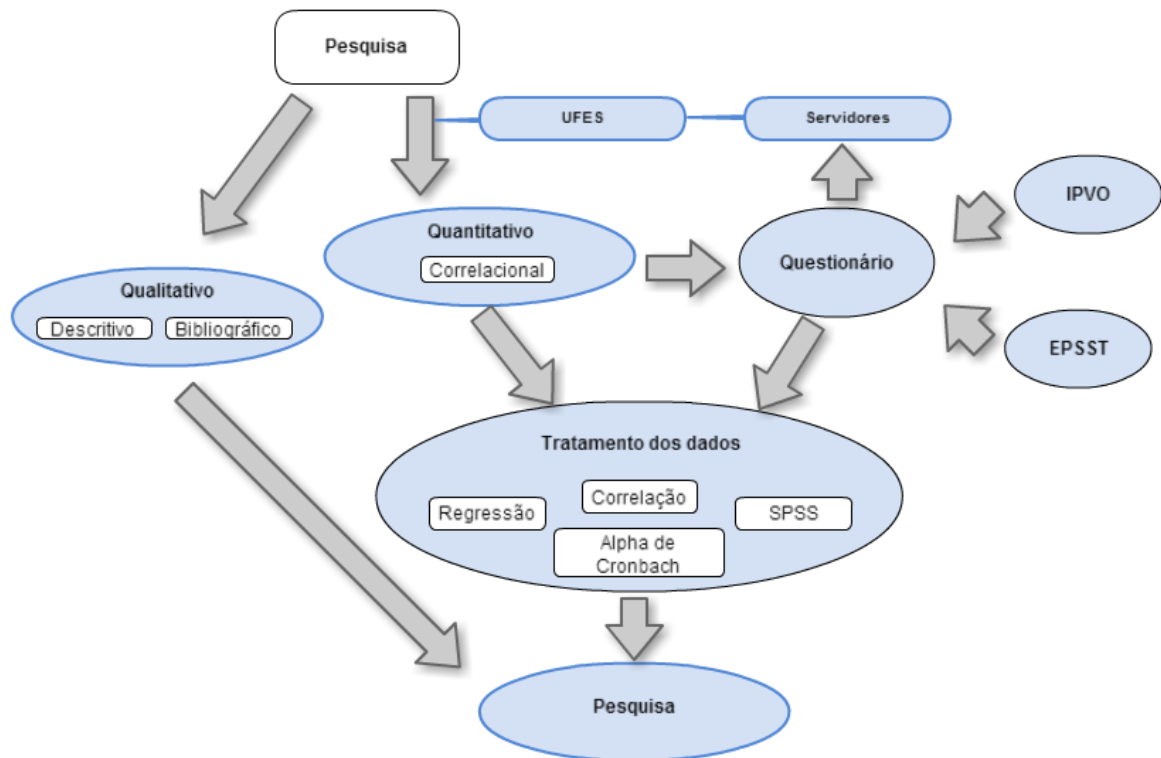 Pesquisa
UFES
Servidores
IPVO
Quantitativo
Correlacional
Questionário
Qualitativo
Descritivo
Bibliográfico
EPSST
Tratamento dos dados
Correlação
Regressão
SPSS
Alpha de
Cronbach
Pesquisa